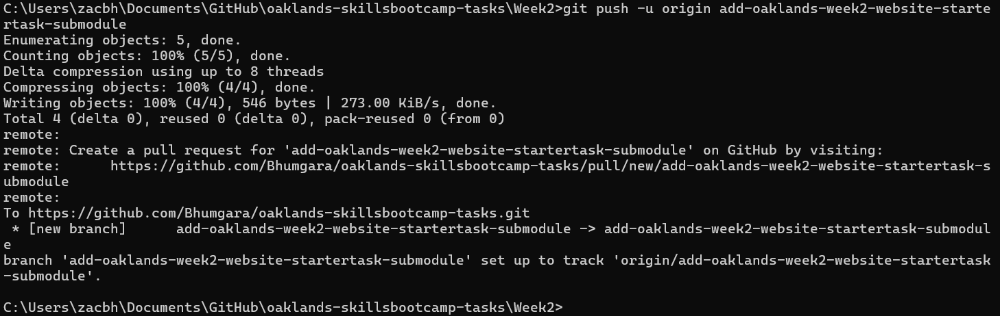 C:\Users\zacbh\Documents\GitHub\oaklands-skillsbootcamp-tasks\Week2>git push -u origin add-oaklands-week2-website-starte
rtask-submodule
Enumerating objects: 5, done.
Counting objects: 100% (5/5), done.
Delta compression using up to 8 threads
Compressing objects: 100% (4/4), done.
Writing objects: 100% (4/4), 546 bytes | 273.00 KiB/s, done.
Total 4 (delta 0), reused 0 (delta 0), pack-reused 0 (from 0)
remote:
remote: Create a pull request for 'add-oaklands-week2-website-startertask-submodule' on GitHub by visiting:
remote:      https://github.com/Bhumgara/oaklands-skillsbootcamp-tasks/pull/new/add-oaklands-week2-website-startertask-s
ubmodule
remote:
To https://github.com/Bhumgara/oaklands-skillsbootcamp-tasks.git
 * [new branch]      add-oaklands-week2-website-startertask-submodule -> add-oaklands-week2-website-startertask-submodul
e
branch 'add-oaklands-week2-website-startertask-submodule' set up to track 'origin/add-oaklands-week2-website-startertask
-submodule'.
C:\Users\zacbh\Documents\GitHub\oaklands-skillsbootcamp-tasks\Week2>